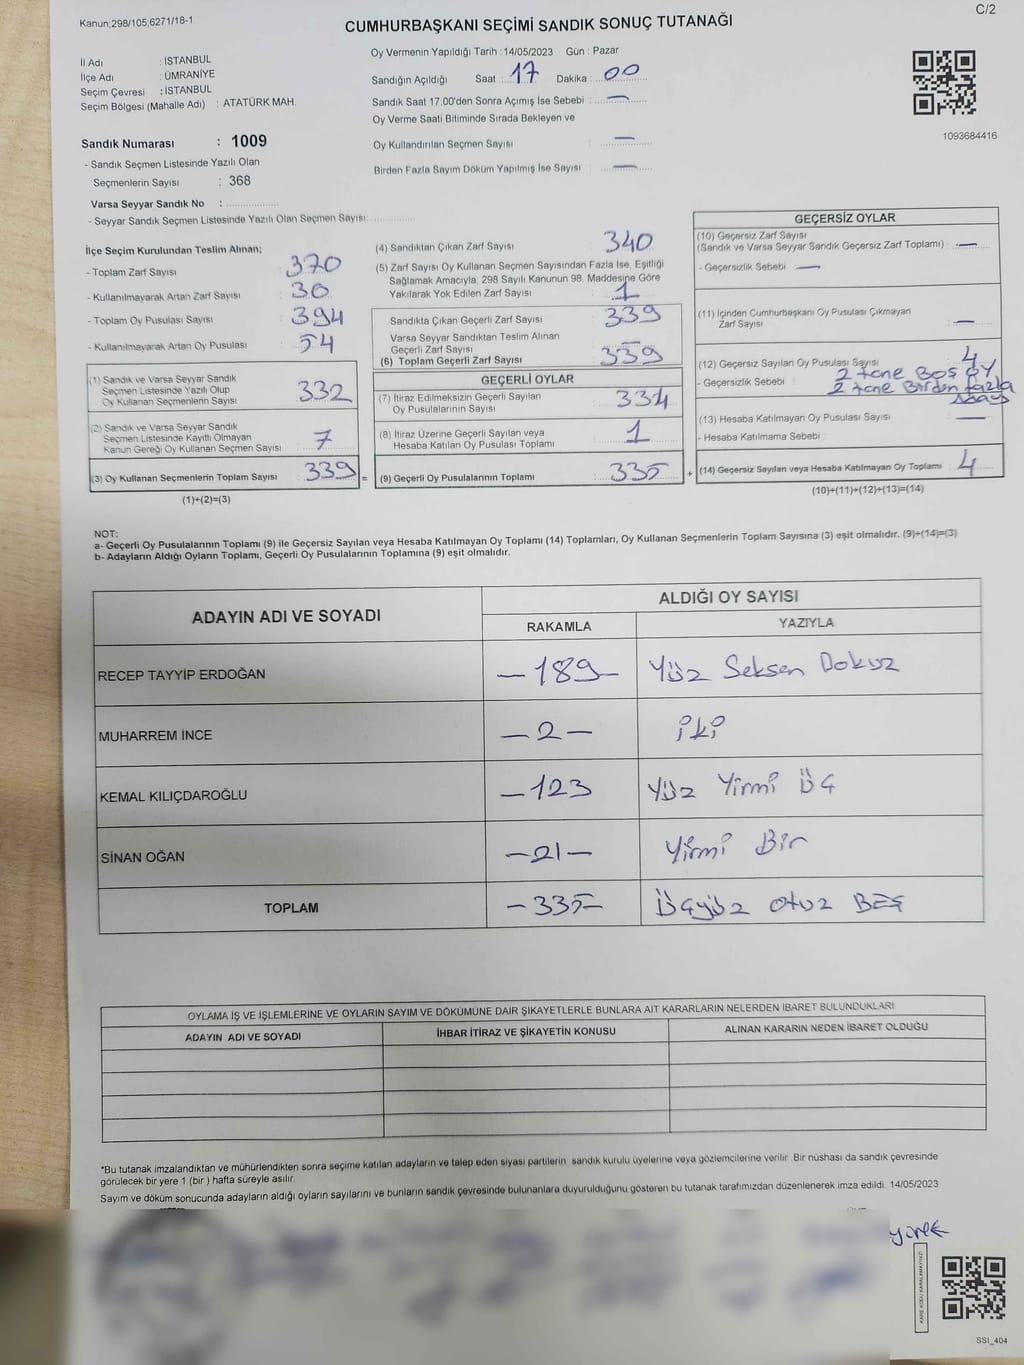 Kanun;298/105;6271/18-1
C/2
CUMHURBAŞKANI SEÇİMİ SANDIK SONUÇ TUTANAĞI
İl Adı : İSTANBUL
İlçe Adı : ÜMRANİYE
Seçim Çevresi : İSTANBUL
Seçim Bölgesi (Mahalle Adı) : ATATÜRK MAH.
Oy Vermenin Yapıldığı Tarih : 14/05/2023 Gün : Pazar
Sandığın Açıldığı Saat : 17 Dakika : 00
Sandık Saat 17.00'den Sonra Açımış İse Sebebi : —
Oy Verme Saati Bitiminde Sırada Bekleyen ve
Oy Kullandırılan Seçmen Sayısı : —
Birden Fazla Sayım Döküm Yapılmış İse Sayısı : —
1093684416
Sandık Numarası : 1009
- Sandık Seçmen Listesinde Yazılı Olan
Seçmenlerin Sayısı : 368
Varsa Seyyar Sandık No :
- Seyyar Sandık Seçmen Listesinde Yazılı Olan Seçmen Sayısı:
İlçe Seçim Kurulundan Teslim Alınan;
- Toplam Zarf Sayısı : 370
- Kullanılmayarak Artan Zarf Sayısı : 30
- Toplam Oy Pusulası Sayısı : 394
- Kullanılmayarak Artan Oy Pusulası : 54
(1) Sandık ve Varsa Seyyar Sandık
Seçmen Listesinde Yazılı Olup
Oy Kullanan Seçmenlerin Sayısı : 332
(2) Sandık ve Varsa Seyyar Sandık
Seçmen Listesinde Kayıtlı Olmayan
Kanun Gereği Oy Kullanan Seçmen Sayısı : 7
(3) Oy Kullanan Seçmenlerin Toplam Sayısı : 339 =
(1)+(2)=(3)
(4) Sandıktan Çıkan Zarf Sayısı : 340
(5) Zarf Sayısı Oy Kullanan Seçmen Sayısından Fazla İse, Eşitliği
Sağlamak Amacıyla, 298 Sayılı Kanunun 98. Maddesine Göre
Yakılarak Yok Edilen Zarf Sayısı : 1
Sandıkta Çıkan Geçerli Zarf Sayısı : 339
Varsa Seyyar Sandıktan Teslim Alınan
Geçerli Zarf Sayısı
(6) Toplam Geçerli Zarf Sayısı : 339
GEÇERLİ OYLAR
(7) İtiraz Edilmeksizin Geçerli Sayılan
Oy Pusulalarının Sayısı : 334
(8) İtiraz Üzerine Geçerli Sayılan veya
Hesaba Katılan Oy Pusulası Toplamı : 1
(9) Geçerli Oy Pusulalarının Toplamı : 335 +
GEÇERSİZ OYLAR
(10) Geçersiz Zarf Sayısı
(Sandık ve Varsa Seyyar Sandık Geçersiz Zarf Toplamı) : —
- Geçersizlik Sebebi : —
(11) İçinden Cumhurbaşkanı Oy Pusulası Çıkmayan
Zarf Sayısı : —
(12) Geçersiz Sayılan Oy Pusulası Sayısı : 4
- Geçersizlik Sebebi : 2 tane Boş oy
2 tane Birden fazla
(13) Hesaba Katılmayan Oy Pusulası Sayısı : —
- Hesaba Katılmama Sebebi :
(14) Geçersiz Sayılan veya Hesaba Katılmayan Oy Toplamı : 4
(10)+(11)+(12)+(13)=(14)
NOT:
a- Geçerli Oy Pusulalarının Toplamı (9) ile Geçersiz Sayılan veya Hesaba Katılmayan Oy Toplamı (14) Toplamları, Oy Kullanan Seçmenlerin Toplam Sayısına (3) eşit olmalıdır. (9)+(14)=(3)
b- Adayların Aldığı Oyların Toplamı, Geçerli Oy Pusulalarının Toplamına (9) eşit olmalıdır.
ADAYIN ADI VE SOYADI
ALDIĞI OY SAYISI
RAKAMLA YAZIYLA
RECEP TAYYİP ERDOĞAN — 189 — Yüz Seksen Dokuz
MUHARREM İNCE — 2 — iki
KEMAL KILIÇDAROĞLU — 123 Yüz Yirmi Üç
SİNAN OĞAN — 21 — Yirmi Bir
TOPLAM — 335 — Üçyüz otuz BEŞ
OYLAMA İŞ VE İŞLEMLERİNE VE OYLARIN SAYIM VE DÖKÜMÜNE DAİR ŞİKAYETLERLE BUNLARA AİT KARARLARIN NELERDEN İBARET BULUNDUKLARI
ADAYIN ADI VE SOYADI
İHBAR İTİRAZ VE ŞİKAYETİN KONUSU
ALINAN KARARIN NEDEN İBARET OLDUĞU
*Bu tutanak imzalandıktan ve mühürlendikten sonra seçime katılan adayların ve talep eden siyasi partilerin sandık kurulu üyelerine veya gözlemcilerine verilir. Bir nüshası da sandık çevresinde
görülecek bir yere 1 (bir ) hafta süreyle asılır.
Sayım ve döküm sonucunda adayların aldığı oyların sayılarını ve bunların sandık çevresinde bulunanlara duyurulduğunu gösteren bu tutanak tarafımızdan düzenlenerek imza edildi. 14/05/2023
KARE KODU KARALAMAYINIZ!
SSI_404